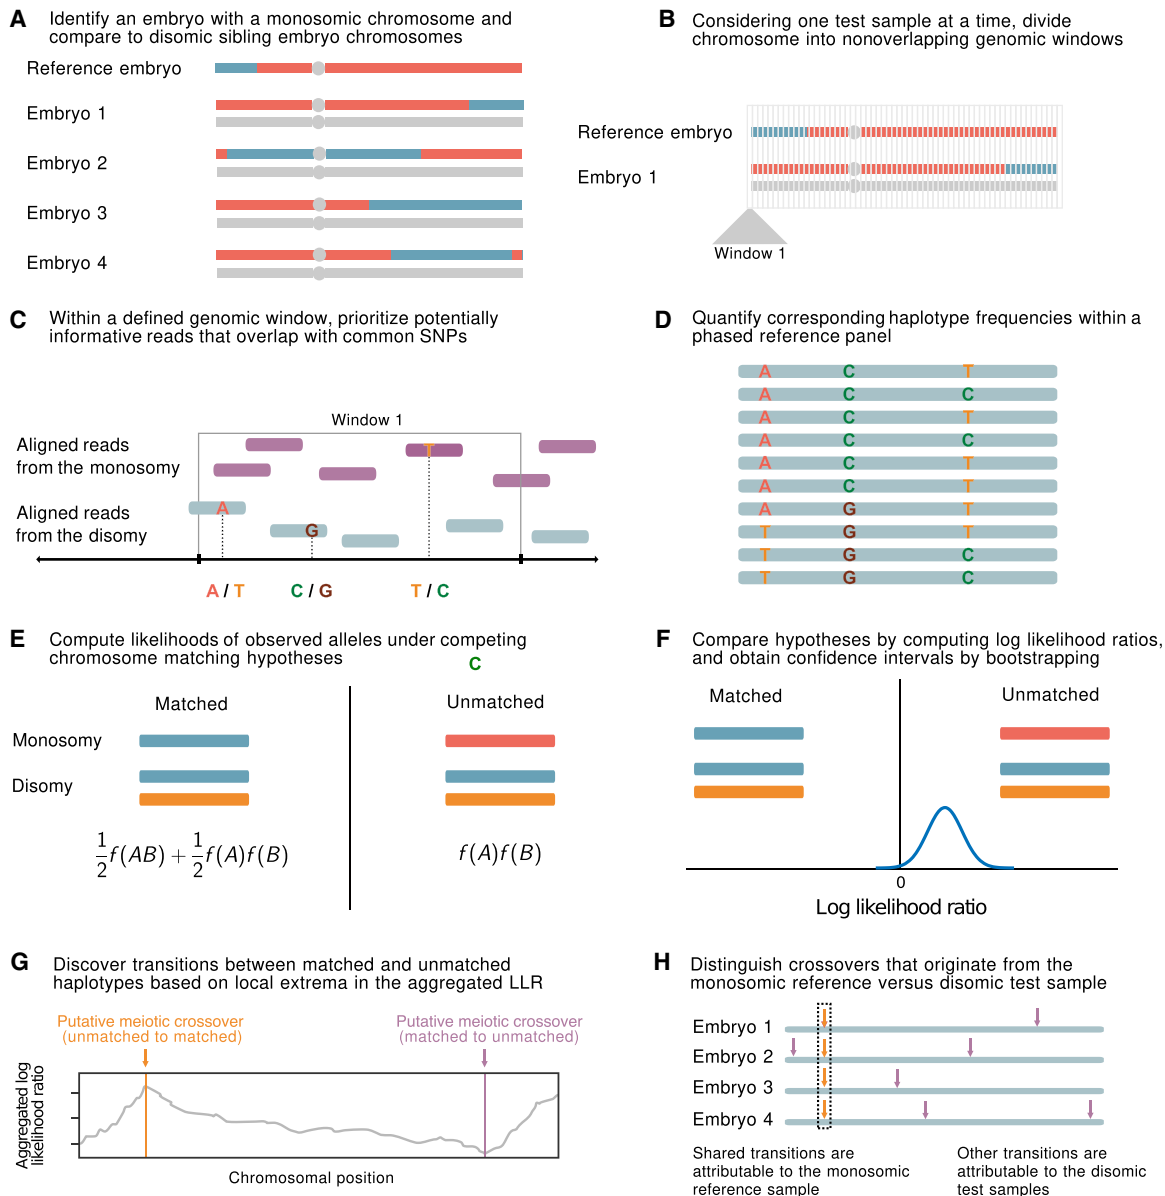 A
Identify an embryo with a monosomic chromosome and
compare to disomic sibling embryo chromosomes
Reference embryo
Embryo 1
Embryo 2
Embryo 3
Embryo 4
B
Considering one test sample at a time, divide
chromosome into nonoverlapping genomic windows
Reference embryo
Embryo 1
Window 1
C
Within a defined genomic window, prioritize potentially
informative reads that overlap with common SNPs
Window 1
Aligned reads
from the monosomy
T
Aligned reads
from the disomy
A
G
A / T
C / G
T / C
D
Quantify corresponding haplotype frequencies within a
phased reference panel
A C T
A C C
A C T
A C C
A C T
A C T
A G T
T G T
T G C
T G C
E
Compute likelihoods of observed alleles under competing
chromosome matching hypotheses
C
Matched
Unmatched
Monosomy
Disomy
1/2 f(AB) + 1/2 f(A)f(B)
f(A)f(B)
F
Compare hypotheses by computing log likelihood ratios,
and obtain confidence intervals by bootstrapping
Matched
Unmatched
0
Log likelihood ratio
G
Discover transitions between matched and unmatched
haplotypes based on local extrema in the aggregated LLR
Putative meiotic crossover
(unmatched to matched)
Putative meiotic crossover
(matched to unmatched)
Aggregated log
likelihood ratio
Chromosomal position
H
Distinguish crossovers that originate from the
monosomic reference versus disomic test sample
Embryo 1
Embryo 2
Embryo 3
Embryo 4
Shared transitions are
attributable to the monosomic
reference sample
Other transitions are
attributable to the disomic
test samples